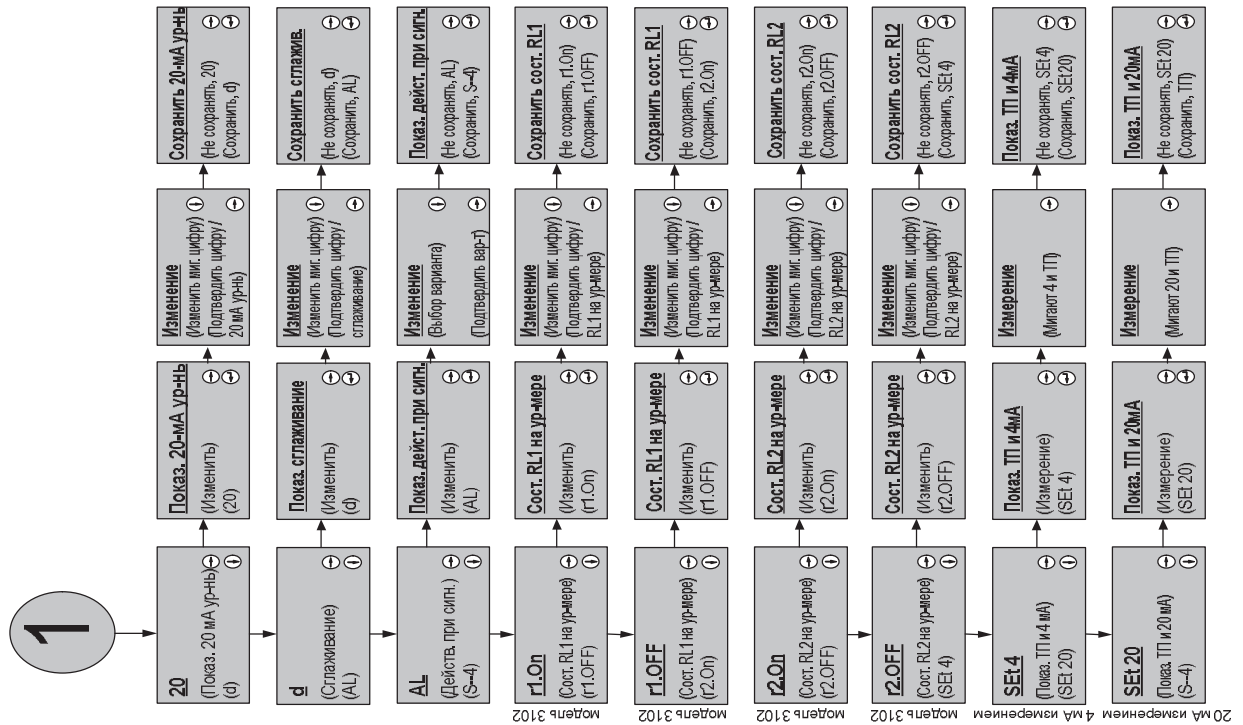 1
20
(Показ. 20 мА ур-нь)
(d)
Показ. 20-мА ур-нь
(Изменить)
(20)
Изменение
(Изменить миг. цифру)
(Подтвердить цифру /
20 мА ур-нь)
Сохранить 20-мА ур-нь
(Не сохранять, 20)
(Сохранить, d)
d
(Сглаживание)
(AL)
Показ. сглаживание
(Изменить)
(d)
Изменение
(Изменить миг. цифру)
(Подтвердить цифру /
сглаживание)
Сохранить сглажив.
(Не сохранять, d)
(Сохранить, AL)
AL
(Действ. при сигн.)
(S--4)
Показ. дейст. при сигн.
(Изменить)
(AL)
Изменение
(Выбор варианта)
(Подтвердить вар-т)
Показ. дейст. при сигн.
(Не сохранять, AL)
(Сохранить, S--4)
модель 3102
r1.On
(Сост. RL1 на ур-мере)
(r1.OFF)
Сост. RL1 на ур-мере
(Изменить)
(r1.On)
Изменение
(Изменить миг. цифру)
(Подтвердить цифру /
RL1 на ур-мере)
Сохранить сост. RL1
(Не сохранять, r1.On)
(Сохранить, r1.OFF)
модель 3102
r1.OFF
(Сост. RL1 на ур-мере)
(r2.On)
Сост. RL1 на ур-мере
(Изменить)
(r1.OFF)
Изменение
(Изменить миг. цифру)
(Подтвердить цифру /
RL1 на ур-мере)
Сохранить сост. RL1
(Не сохранять, r1.OFF)
(Сохранить, r2.On)
модель 3102
r2.On
(Сост. RL2 на ур-мере)
(r2.OFF)
Сост. RL2 на ур-мере
(Изменить)
(r2.On)
Изменение
(Изменить миг. цифру)
(Подтвердить цифру /
RL2 на ур-мере)
Сохранить сост. RL2
(Не сохранять, r2.On)
(Сохранить, r2.OFF)
модель 3102
r2.OFF
(Сост. RL2 на ур-мере)
(SEt 4)
Сост. RL2 на ур-мере
(Изменить)
(r2.OFF)
Изменение
(Изменить миг. цифру)
(Подтвердить цифру /
RL2 на ур-мере)
Сохранить сост. RL2
(Не сохранять, r2.OFF)
(Сохранить, SEt 4)
4 мА измерением
SEt 4
(Показ. ТП и 4 мА)
(SEt 20)
Показ. ТП и 4мА
(Измерение)
(SEt 4)
Измерение
(Мигают 4 и ТП)
Показ. ТП и 4мА
(Не сохранять, SEt 4)
(Сохранить, SEt20)
20 мА измерением
SEt 20
(Показ. ТП и 20 мА)
(S--4)
Показ. ТП и 20мА
(Измерение)
(SEt 20)
Измерение
(Мигают 20 и ТП)
Показ. ТП и 20мА
(Не сохранять, SEt 20)
(Сохранить, ТП)